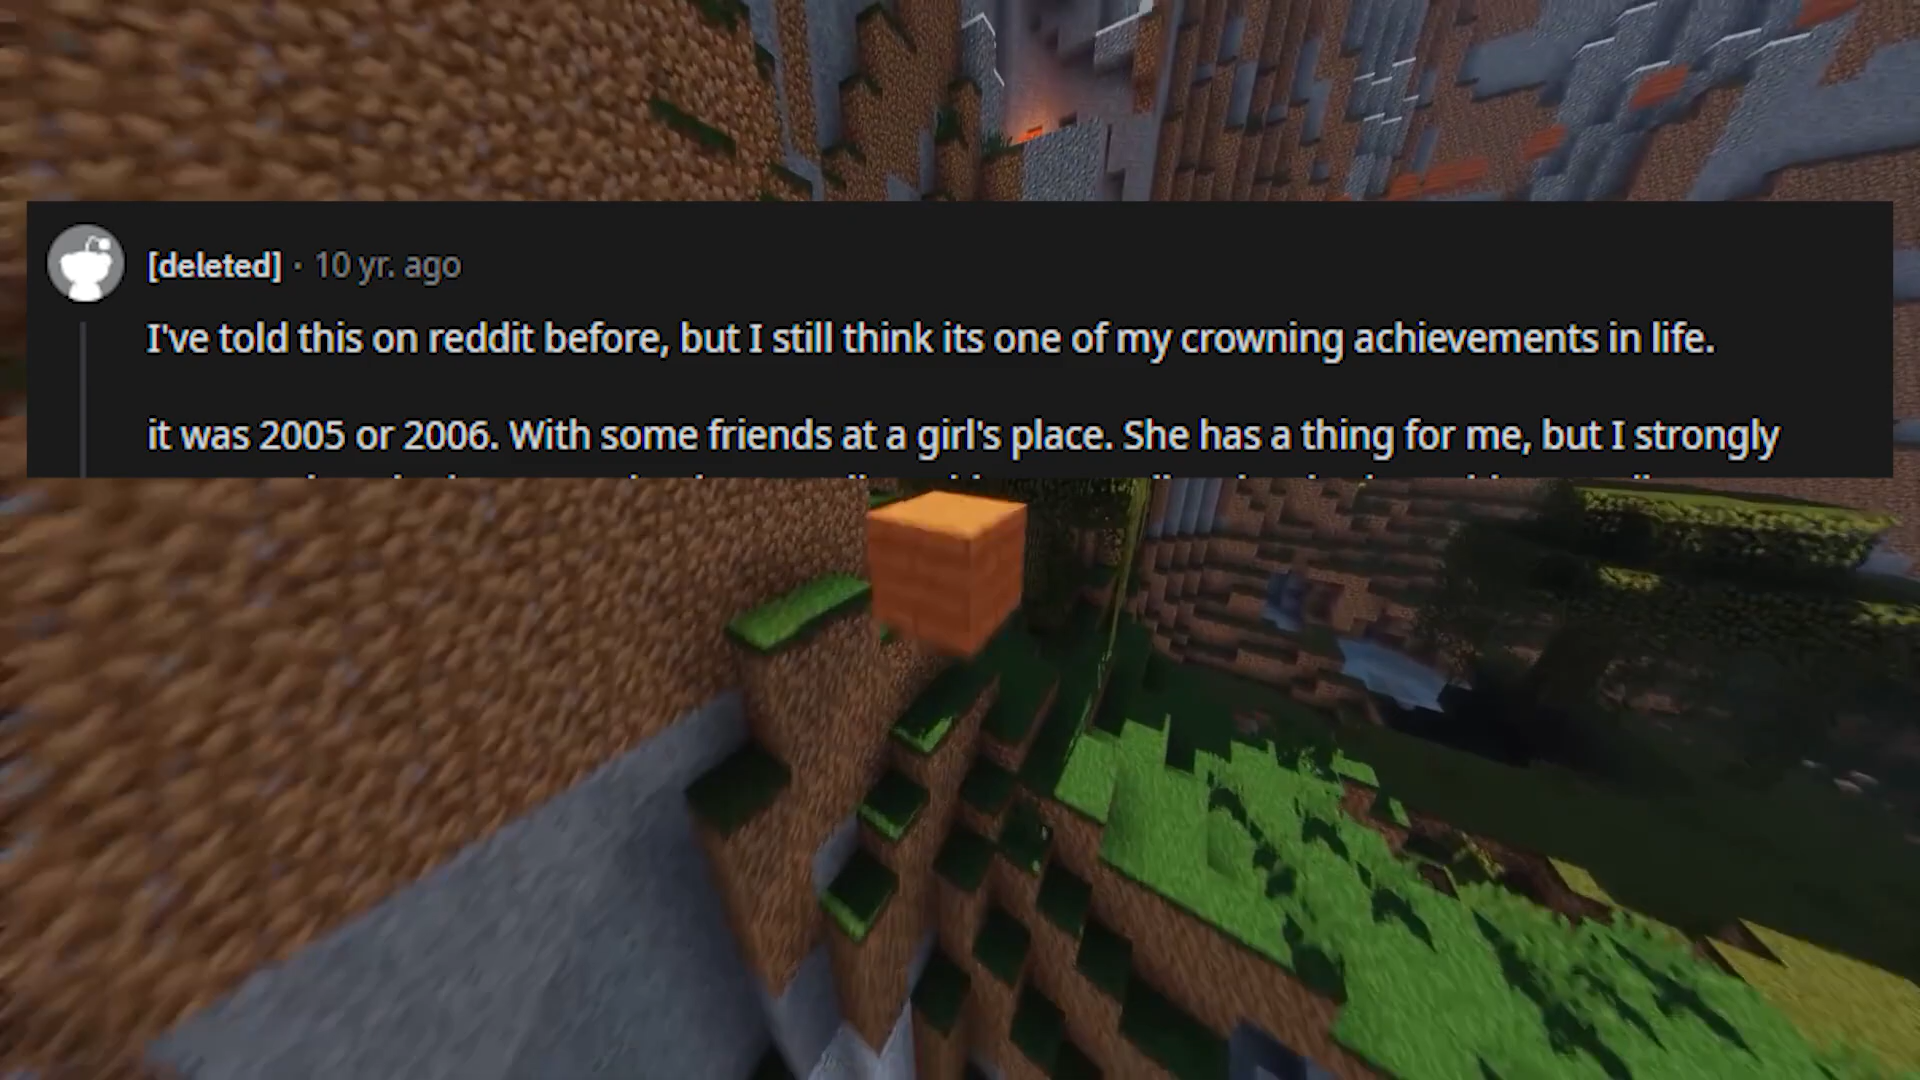 [deleted] · 10 yr. ago
I've told this on reddit before, but I still think its one of my crowning achievements in life.
it was 2005 or 2006. With some friends at a girl's place. She has a thing for me, but I strongly